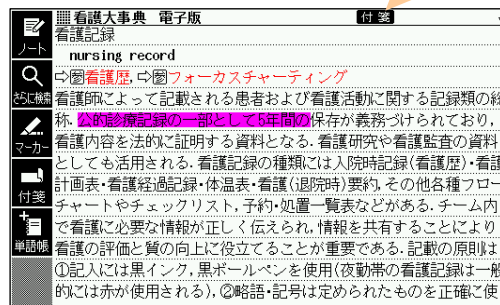 看護大事典 電子版
付箋
看護記録
nursing record
⇨圏看護歴, ⇨圏フォーカスチャーティング
看護師によって記載される患者および看護活動に関する記録類の総
称. 公的診療記録の一部として5年間の保存が義務づけられており,
看護内容を法的に証明する資料となる. 看護研究や看護監査の資料
としても活用される. 看護記録の種類には入院時記録(看護歴)・看護
計画表・看護経過記録・体温表・看護(退院時)要約, その他各種フロー
チャートやチェックリスト, 予約・処置一覧表などがある. チーム内
で看護に必要な情報が正しく伝えられ, 情報を共有することにより
看護の評価と質の向上に役立てることが重要である. 記載の原則は
①記入には黒インク, 黒ボールペンを使用(夜勤帯の看護記録は一般
的には赤が使用される), ②略語・記号は定められたものを正確に使
ノート
さらに検索
マーカー
付箋
単語帳